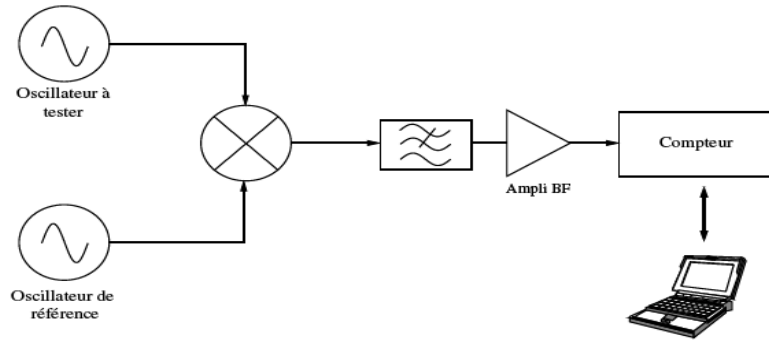 Oscillateur à
tester
Compteur
Ampli BF
Oscillateur de
référence